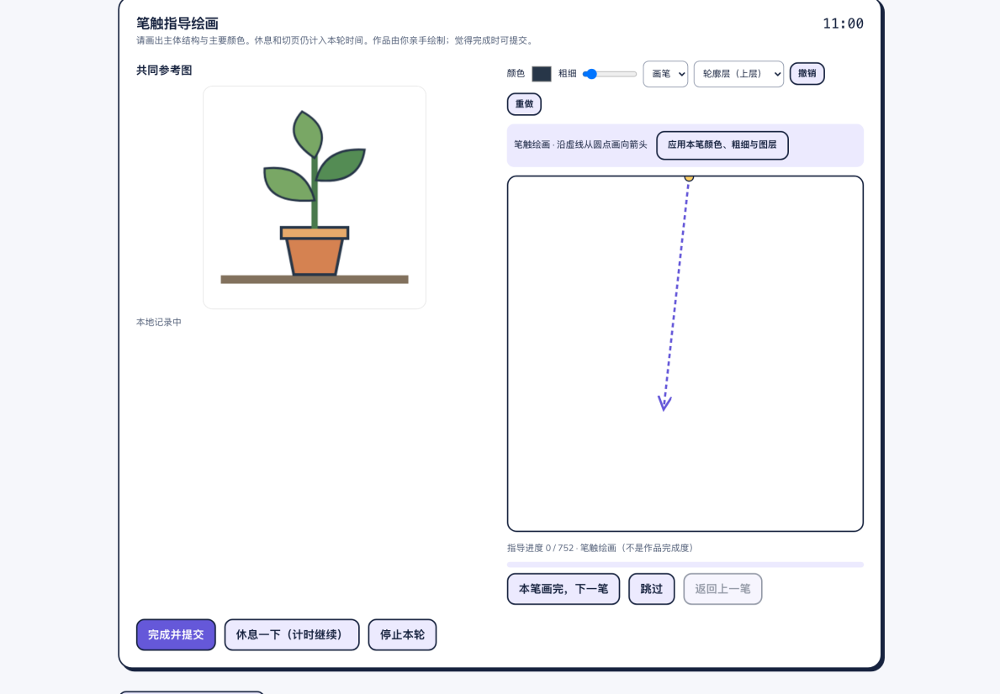 笔触指导绘画
11:00
请画出主体结构与主要颜色。休息和切页仍计入本轮时间。作品由你亲手绘制；觉得完成时可提交。
共同参考图
颜色 粗细 画笔 轮廓层（上层） 撤销
重做
笔触绘画 · 沿虚线从圆点画向箭头 应用本笔颜色、粗细与图层
本地记录中
指导进度 0 / 752 · 笔触绘画（不是作品完成度）
本笔画完，下一笔 跳过 返回上一笔
完成并提交 休息一下（计时继续） 停止本轮